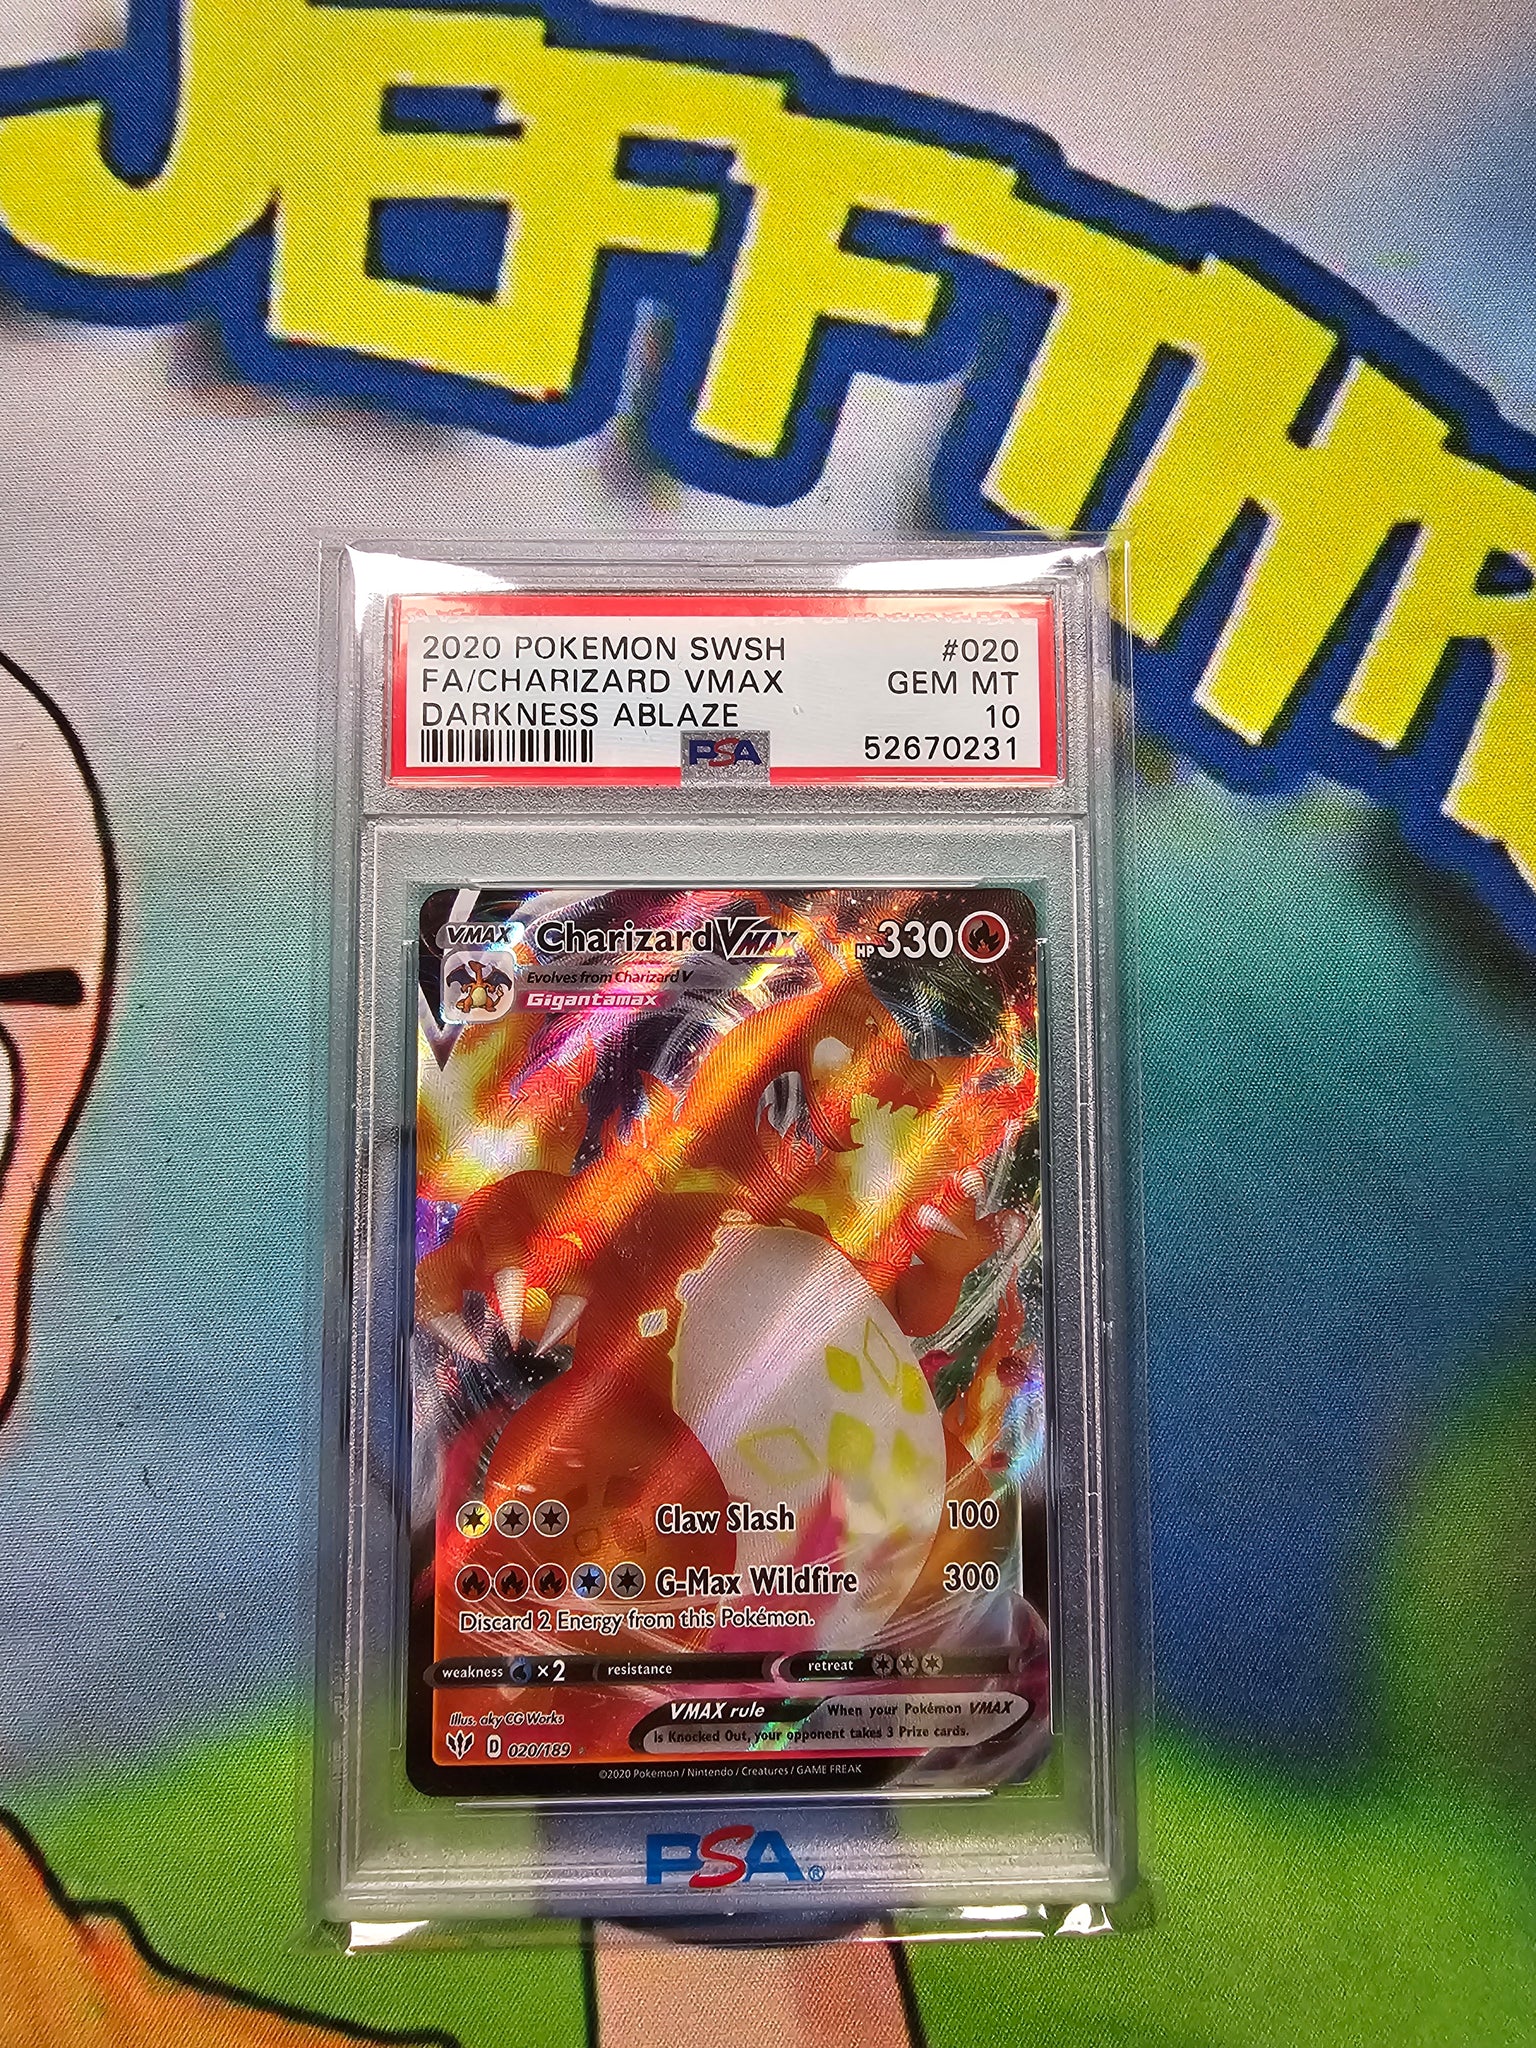 JEFFTHA
2020 POKEMON SWSH #020
FA/CHARIZARD VMAX GEM MT
DARKNESS ABLAZE 10
PSA 52670231
VMAX Charizard VMAX HP 330
Evolves from Charizard V
Gigantamax
Claw Slash 100
G-Max Wildfire 300
Discard 2 Energy from this Pokémon.
weakness ×2 resistance retreat
VMAX rule When your Pokémon VMAX
is Knocked Out, your opponent takes 3 Prize cards.
Illus. aky CG Works
D 020/189
©2020 Pokémon / Nintendo / Creatures / GAME FREAK
PSA®